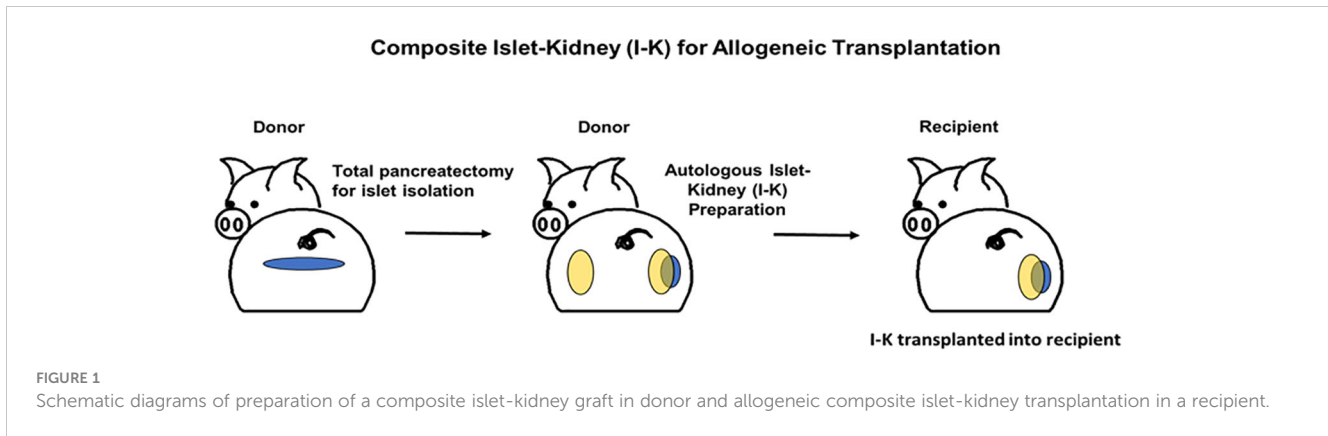 Composite Islet-Kidney (I-K) for Allogeneic Transplantation
Donor
Total pancreatectomy
for islet isolation
Donor
Autologous Islet-
Kidney (I-K)
Preparation
Recipient
I-K transplanted into recipient
FIGURE 1
Schematic diagrams of preparation of a composite islet-kidney graft in donor and allogeneic composite islet-kidney transplantation in a recipient.